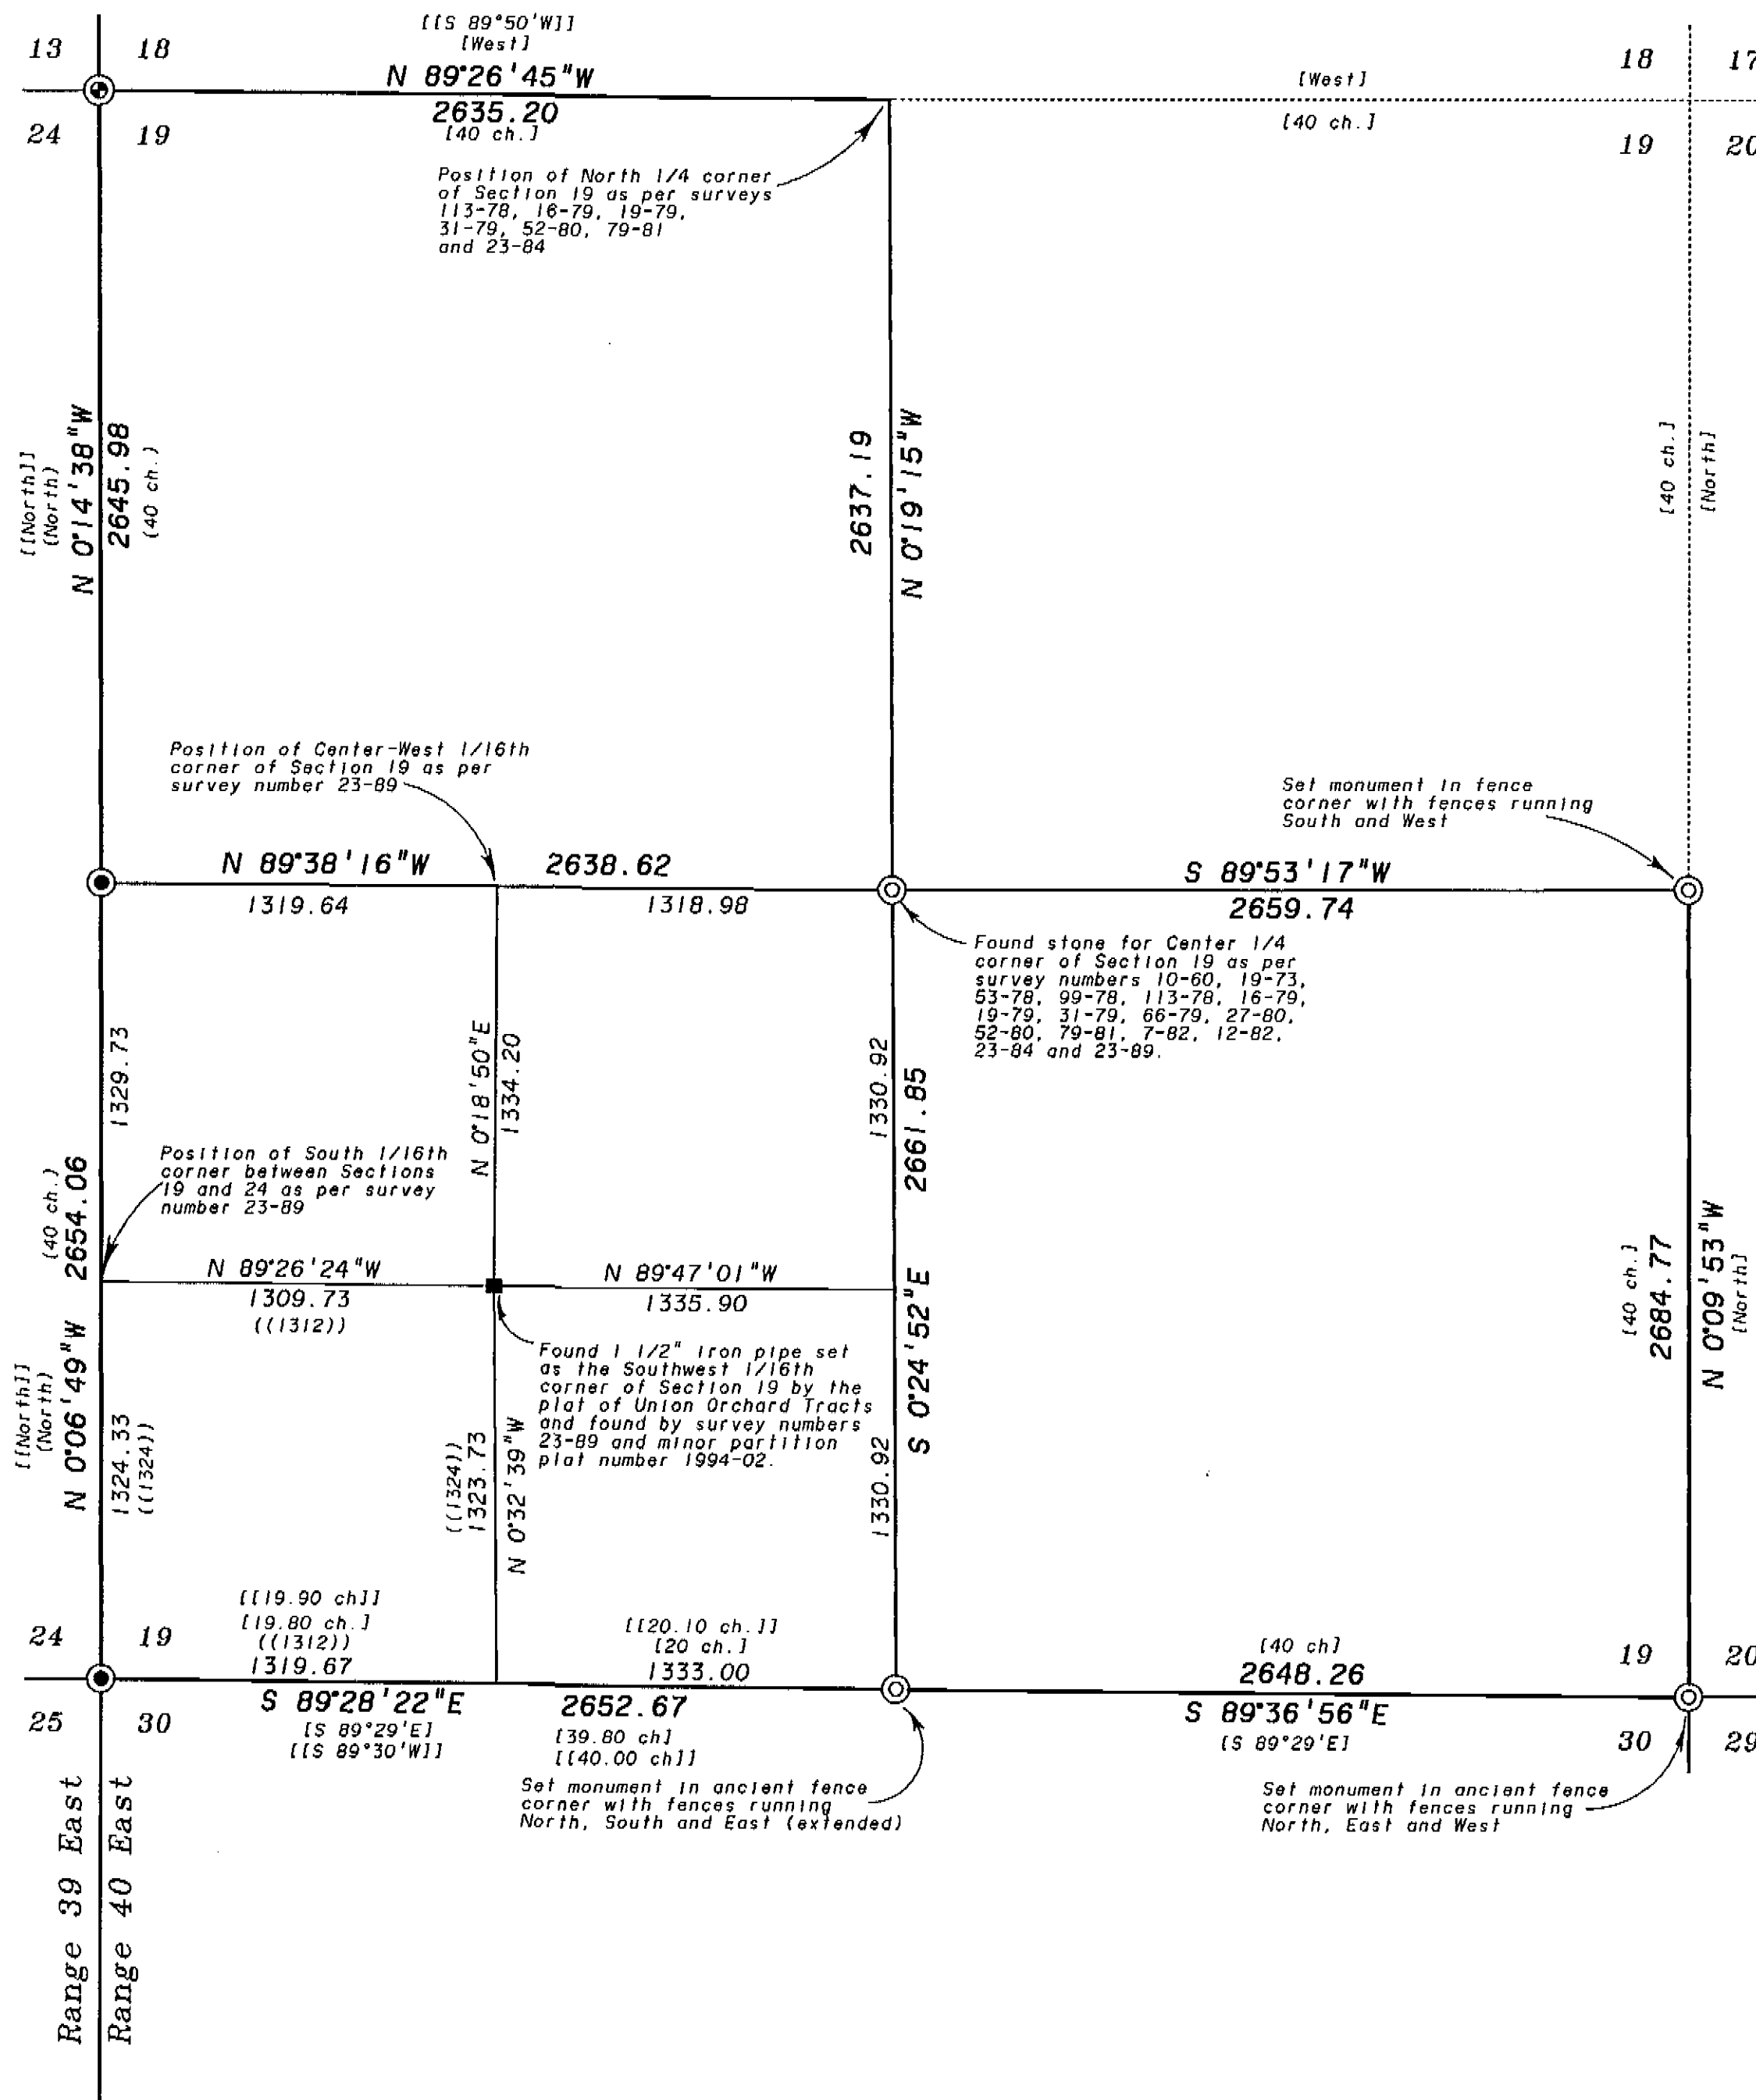 [[S 89°50'W]]
[West]
13 18
18 17
N 89°26'45"W
[West]
2635.20
[40 ch.]
[40 ch.]
24 19
19 20
Position of North 1/4 corner
of Section 19 as per surveys
113-78, 16-79, 19-79,
31-79, 52-80, 79-81
and 23-84
[[North]]
(North)
N 0°14'38"W
2645.98
(40 ch.)
2637.19
N 0°19'15"W
[40 ch.]
[North]
Position of Center-West 1/16th
corner of Section 19 as per
survey number 23-89
Set monument in fence
corner with fences running
South and West
N 89°38'16"W 2638.62
1319.64 1318.98
S 89°53'17"W
2659.74
Found stone for Center 1/4
corner of Section 19 as per
survey numbers 10-60, 19-73,
53-78, 99-78, 113-78, 16-79,
19-79, 31-79, 66-79, 27-80,
52-80, 79-81, 7-82, 12-82,
23-84 and 23-89.
1329.73
N 0°18'50"E
1334.20
1330.92
S 0°24'52"E 2661.85
Position of South 1/16th
corner between Sections
19 and 24 as per survey
number 23-89
(40 ch.)
N 0°06'49"W 2654.06
[[North]]
(North)
N 89°26'24"W
1309.73
((1312))
N 89°47'01"W
1335.90
[40 ch.]
2684.77
N 0°09'53"W
[North]
Found 1 1/2" iron pipe set
as the Southwest 1/16th
corner of Section 19 by the
plat of Union Orchard Tracts
and found by survey numbers
23-89 and minor partition
plat number 1994-02.
1324.33
((1324))
((1324))
1323.73
N 0°32'39"W
1330.92
[[19.90 ch]]
[19.80 ch.]
((1312))
1319.67
[[20.10 ch.]]
[20 ch.]
1333.00
[40 ch]
2648.26
24 19
19 20
S 89°28'22"E 2652.67
[S 89°29'E]
[[S 89°30'W]]
[39.80 ch]
[[40.00 ch]]
S 89°36'56"E
[S 89°29'E]
25 30
30 29
Set monument in ancient fence
corner with fences running
North, South and East (extended)
Set monument in ancient fence
corner with fences running
North, East and West
Range 39 East
Range 40 East